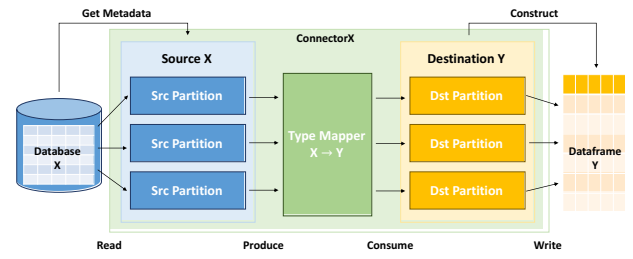 Get Metadata
Construct
ConnectorX
Source X
Destination Y
Src Partition
Dst Partition
Database
X
Src Partition
Type Mapper
X → Y
Dst Partition
Dataframe
Y
Src Partition
Dst Partition
Read
Produce
Consume
Write